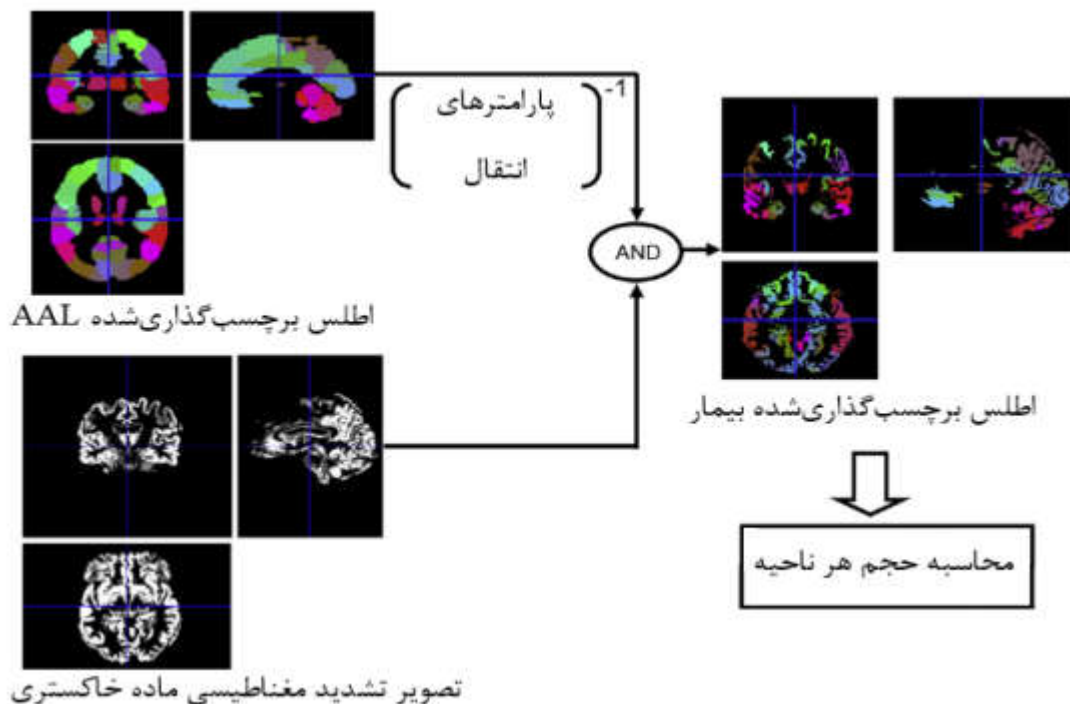 پارامترهای
انتقال
-1
AND
اطلس برچسب‌گذاری‌شده AAL
اطلس برچسب‌گذاری‌شده بیمار
محاسبه حجم هر ناحیه
تصویر تشدید مغناطیسی ماده خاکستری